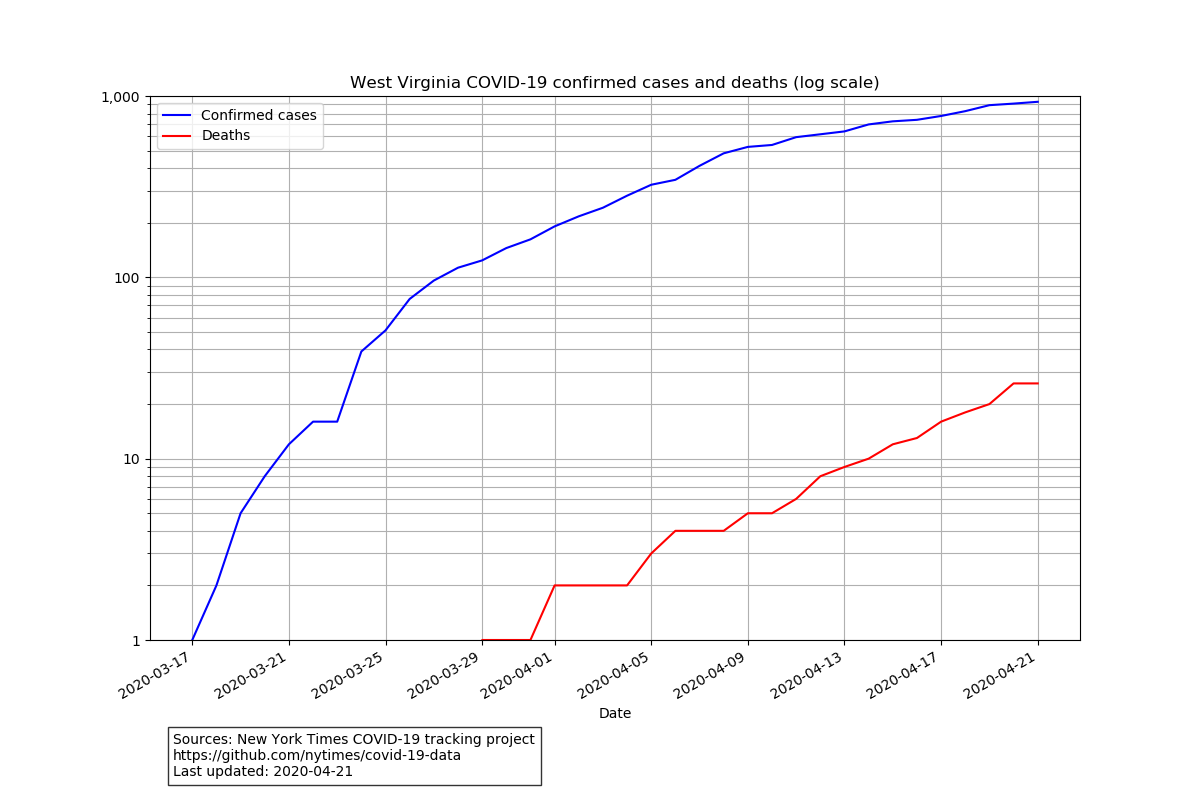 West Virginia COVID-19 confirmed cases and deaths (log scale)
1,000
100
10
1
Confirmed cases
Deaths
2020-03-17
2020-03-21
2020-03-25
2020-03-29
2020-04-01
2020-04-05
2020-04-09
2020-04-13
2020-04-17
2020-04-21
Date
Sources: New York Times COVID-19 tracking project
https://github.com/nytimes/covid-19-data
Last updated: 2020-04-21